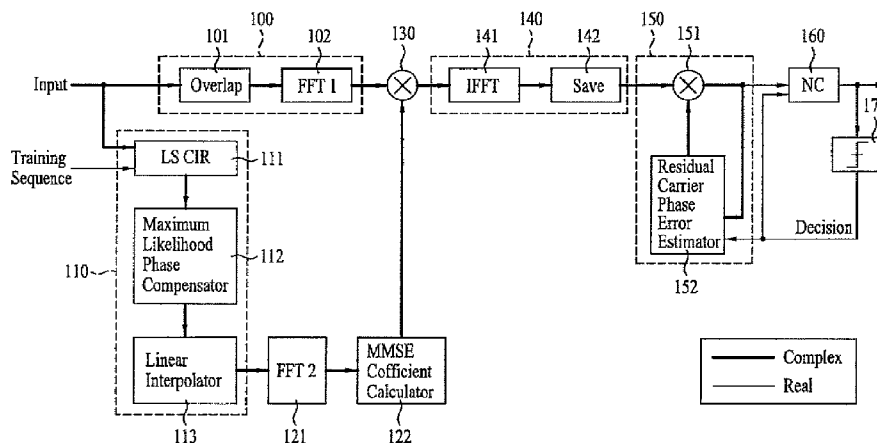 100
101
102
130
140
141
142
150
151
160
Input
Overlap
FFT 1
IFFT
Save
NC
17
LS CIR
111
Training
Sequence
Maximum
Likelihood
Phase
Compensator
112
110
Residual
Carrier
Phase
Error
Estimator
152
Decision
Linear
Interpolator
113
FFT 2
121
MMSE
Cofficient
Calculator
122
Complex
Real